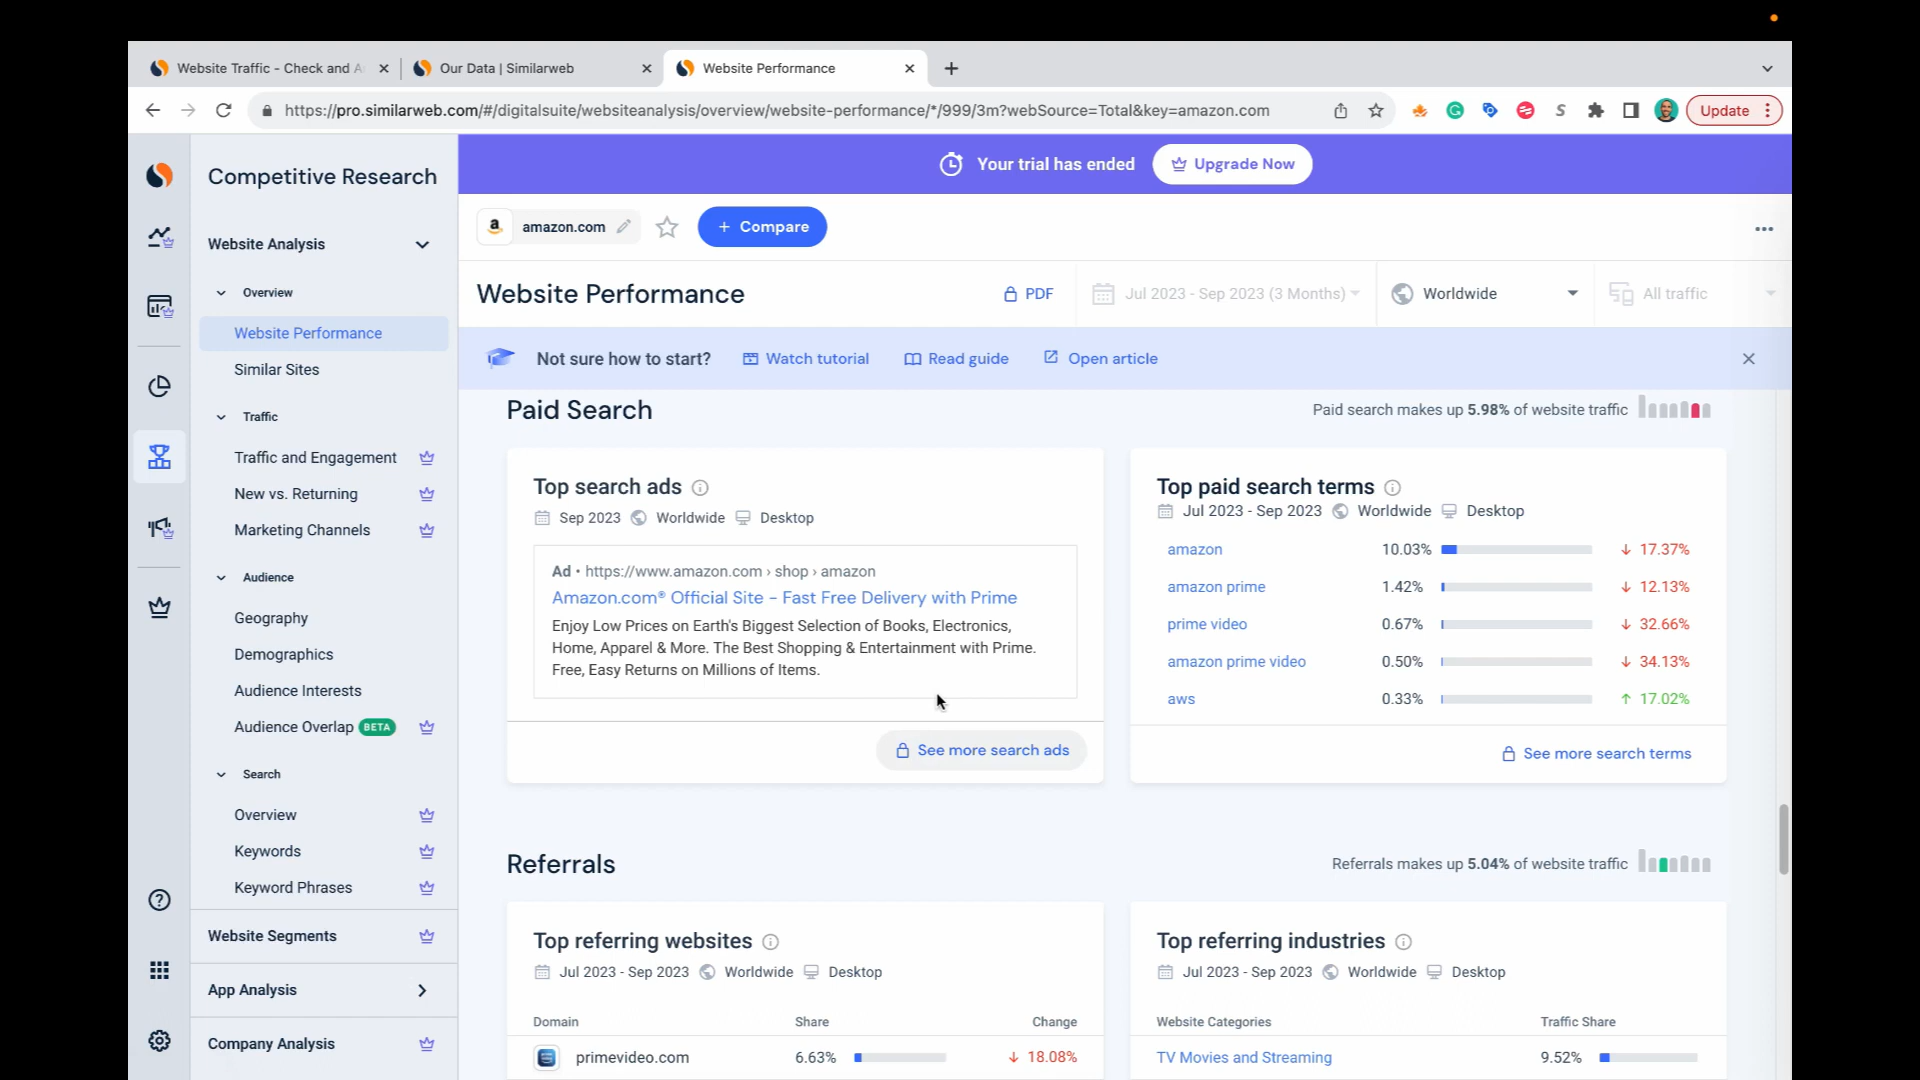 Website Traffic - Check and A
Our Data | Similarweb
Website Performance
https://pro.similarweb.com/#/digitalsuite/websiteanalysis/overview/website-performance/*/999/3m?webSource=Total&key=amazon.com
Update
Competitive Research
Website Analysis
Overview
Website Performance
Similar Sites
Traffic
Traffic and Engagement
New vs. Returning
Marketing Channels
Audience
Geography
Demographics
Audience Interests
Audience Overlap BETA
Search
Overview
Keywords
Keyword Phrases
Website Segments
App Analysis
Company Analysis
Your trial has ended
Upgrade Now
amazon.com
+ Compare
Website Performance
PDF
Jul 2023 - Sep 2023 (3 Months)
Worldwide
All traffic
Not sure how to start?
Watch tutorial
Read guide
Open article
Paid Search
Paid search makes up 5.98% of website traffic
Top search ads
Sep 2023 Worldwide Desktop
Ad • https://www.amazon.com › shop › amazon
Amazon.com® Official Site - Fast Free Delivery with Prime
Enjoy Low Prices on Earth's Biggest Selection of Books, Electronics,
Home, Apparel & More. The Best Shopping & Entertainment with Prime.
Free, Easy Returns on Millions of Items.
See more search ads
Top paid search terms
Jul 2023 - Sep 2023 Worldwide Desktop
amazon 10.03% ↓ 17.37%
amazon prime 1.42% ↓ 12.13%
prime video 0.67% ↓ 32.66%
amazon prime video 0.50% ↓ 34.13%
aws 0.33% ↑ 17.02%
See more search terms
Referrals
Referrals makes up 5.04% of website traffic
Top referring websites
Jul 2023 - Sep 2023 Worldwide Desktop
Domain Share Change
primevideo.com 6.63% ↓ 18.08%
Top referring industries
Jul 2023 - Sep 2023 Worldwide Desktop
Website Categories Traffic Share
TV Movies and Streaming 9.52%